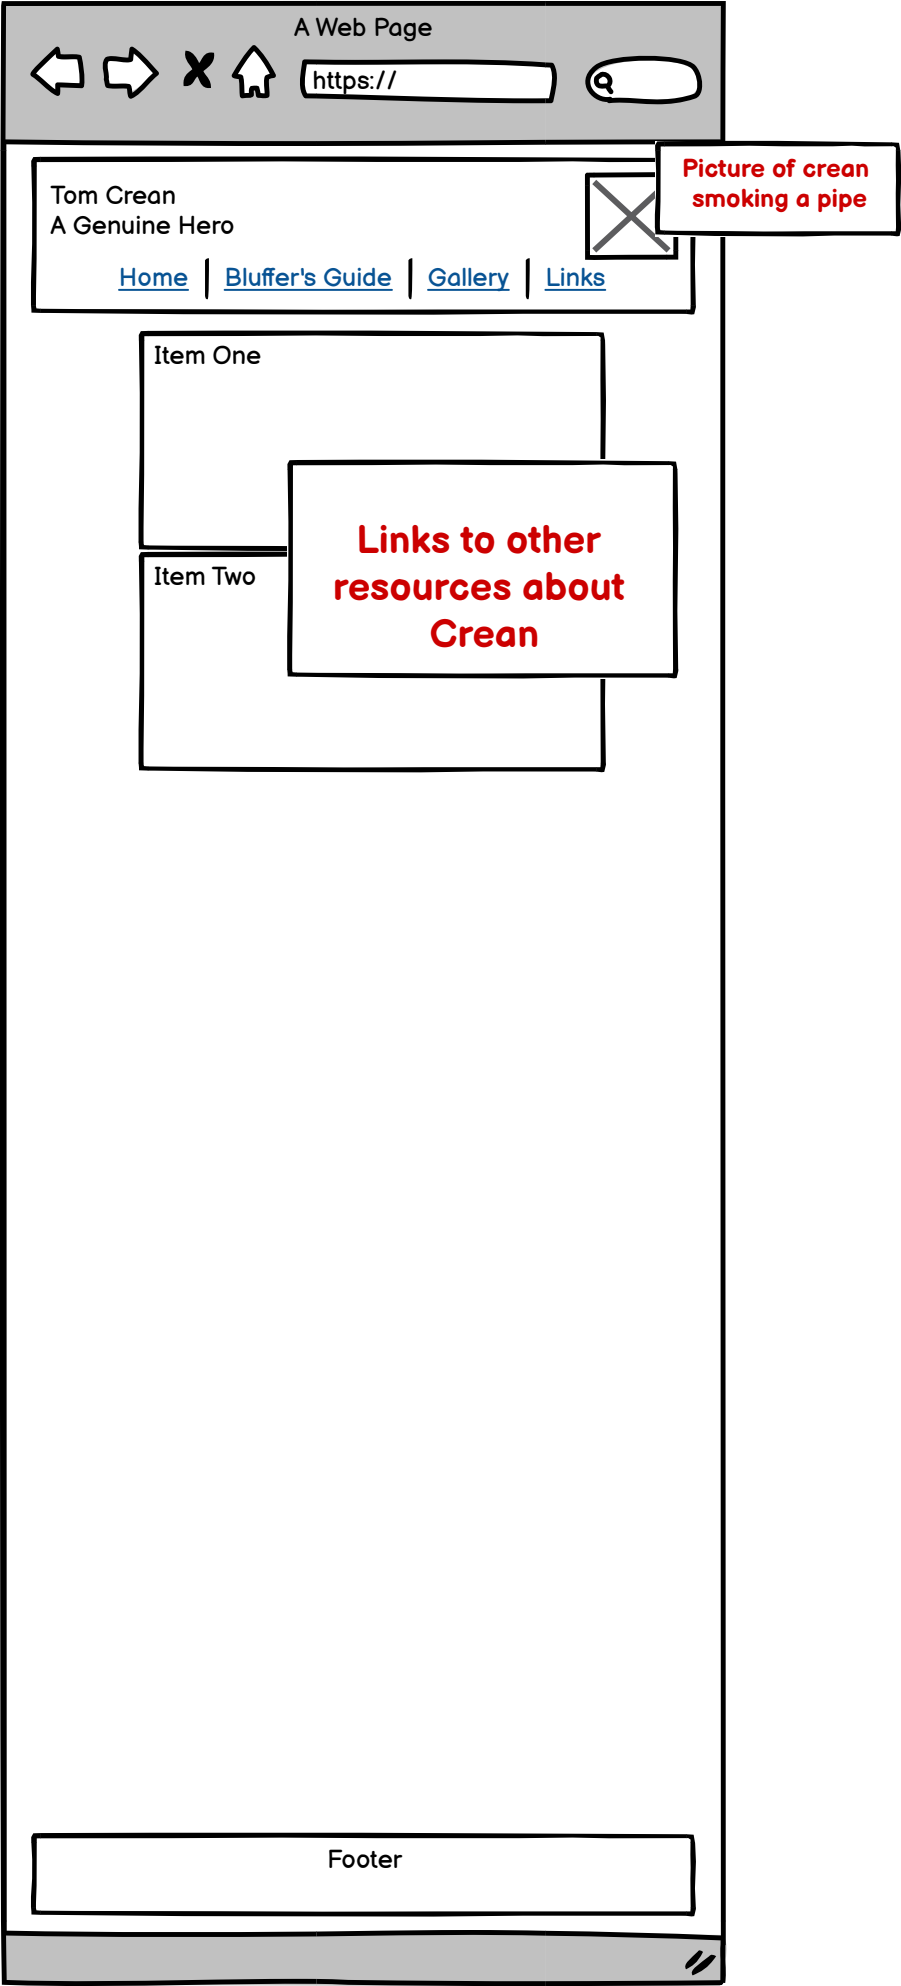 A Web Page
https://
Picture of crean
smoking a pipe
Tom Crean
A Genuine Hero
Home Bluffer's Guide Gallery Links
Item One
Links to other
resources about
Crean
Item Two
Footer